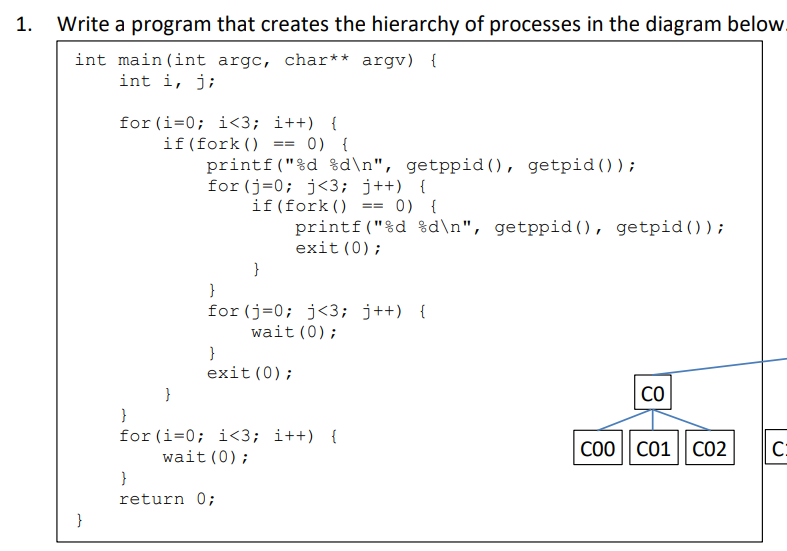 1. Write a program that creates the hierarchy of processes in the diagram below.
int main(int argc, char** argv) {
    int i, j;

    for(i=0; i<3; i++) {
        if(fork() == 0) {
            printf("%d %d\n", getppid(), getpid());
            for(j=0; j<3; j++) {
                if(fork() == 0) {
                    printf("%d %d\n", getppid(), getpid());
                    exit(0);
                }
            }
            for(j=0; j<3; j++) {
                wait(0);
            }
            exit(0);
        }
    }
    for(i=0; i<3; i++) {
        wait(0);
    }
    return 0;
}
C0
C00 C01 C02